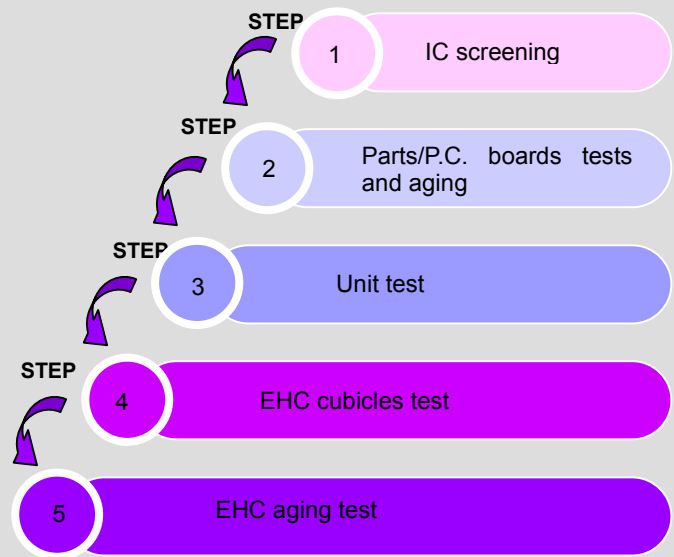 STEP
1
IC screening
STEP
2
Parts/P.C. boards tests
and aging
STEP
3
Unit test
STEP
4
EHC cubicles test
5
EHC aging test